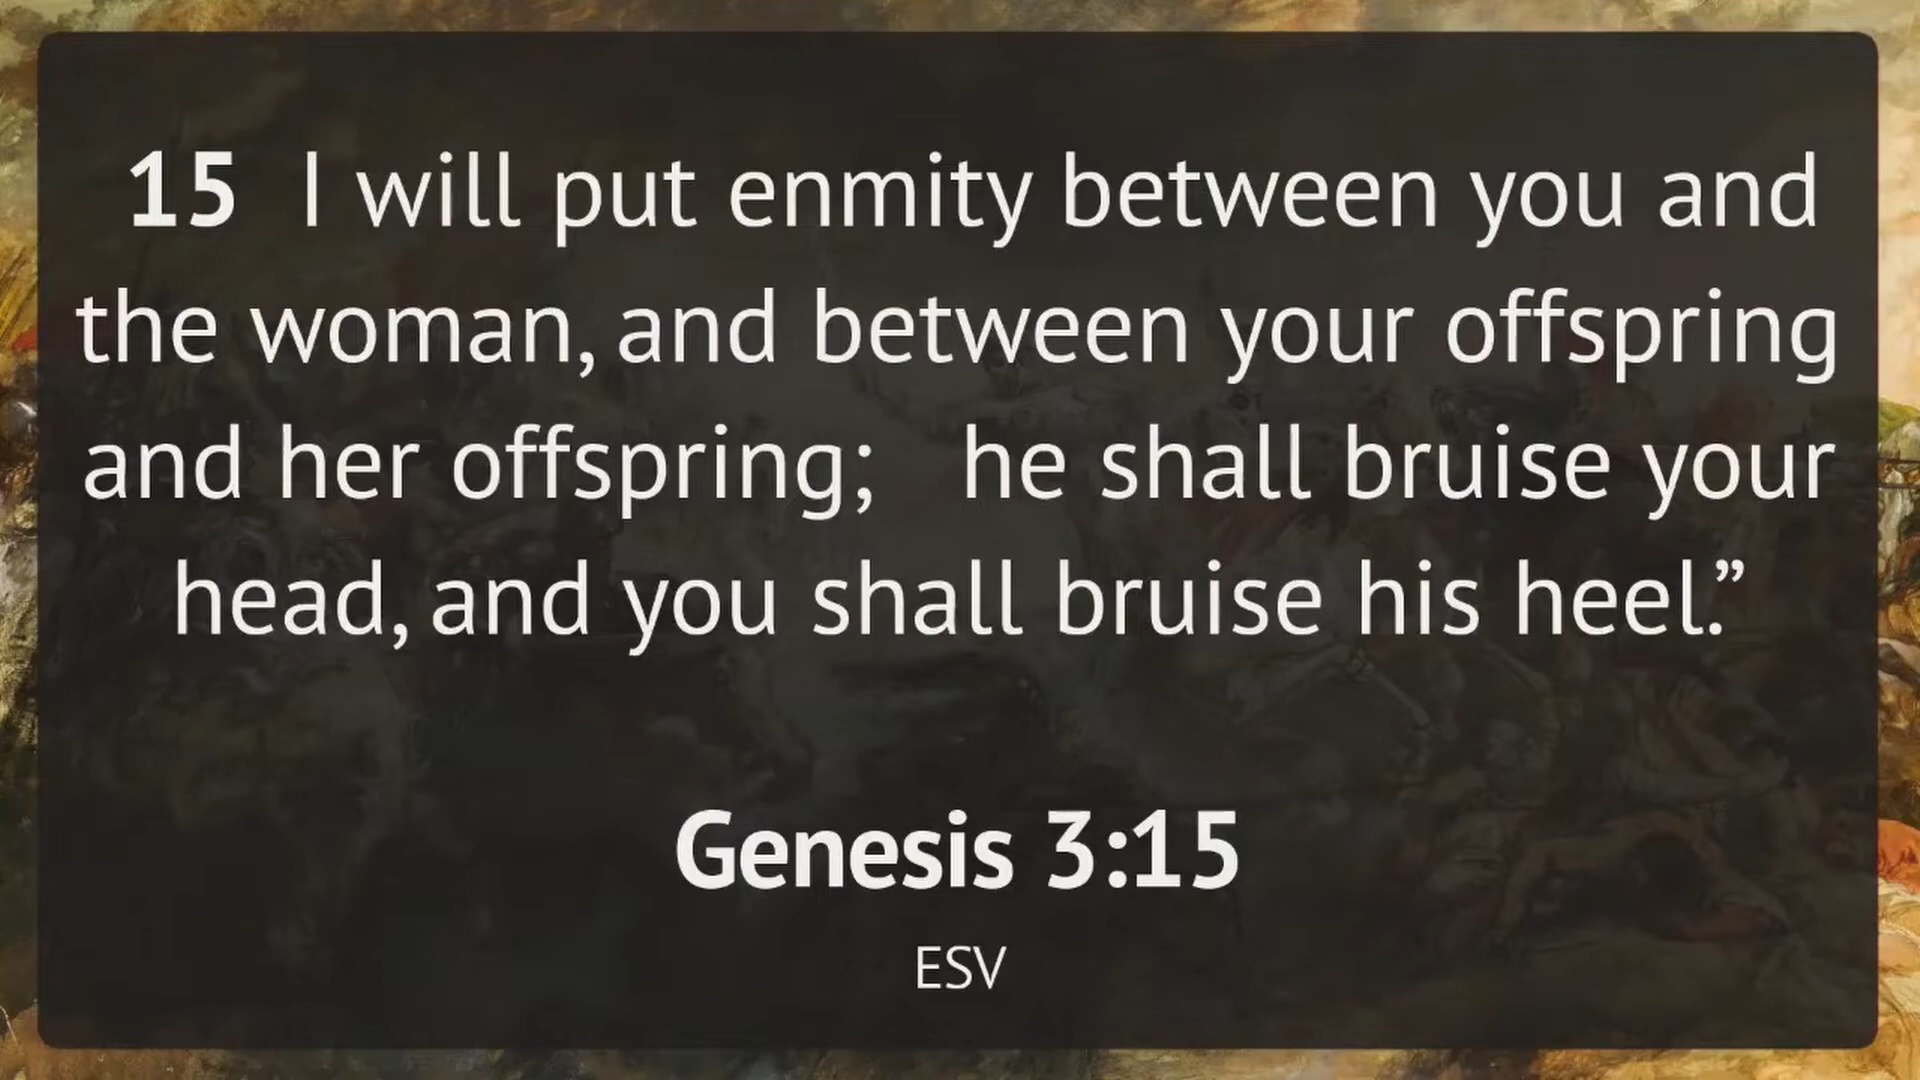 15 I will put enmity between you and
the woman, and between your offspring
and her offspring; he shall bruise your
head, and you shall bruise his heel.”
Genesis 3:15
ESV